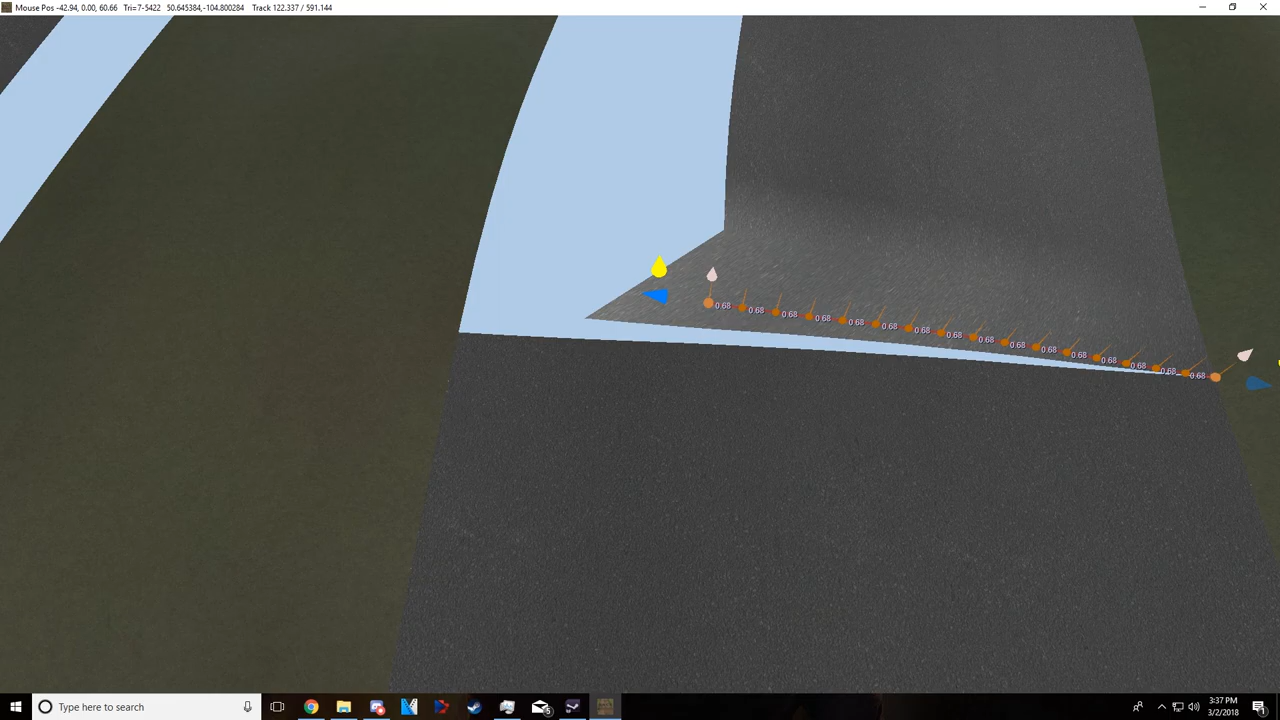 Mouse Pos -42.94, 0.00, 60.66 Tri=7-5422 50.645384,-104.800284 Track 122.337 / 591.144
0.68 0.68 0.68 0.68 0.68 0.68 0.68 0.68 0.68 0.68 0.68 0.68 0.68 0.68 0.68
Type here to search
5
3:37 PM
3/2/2018
1